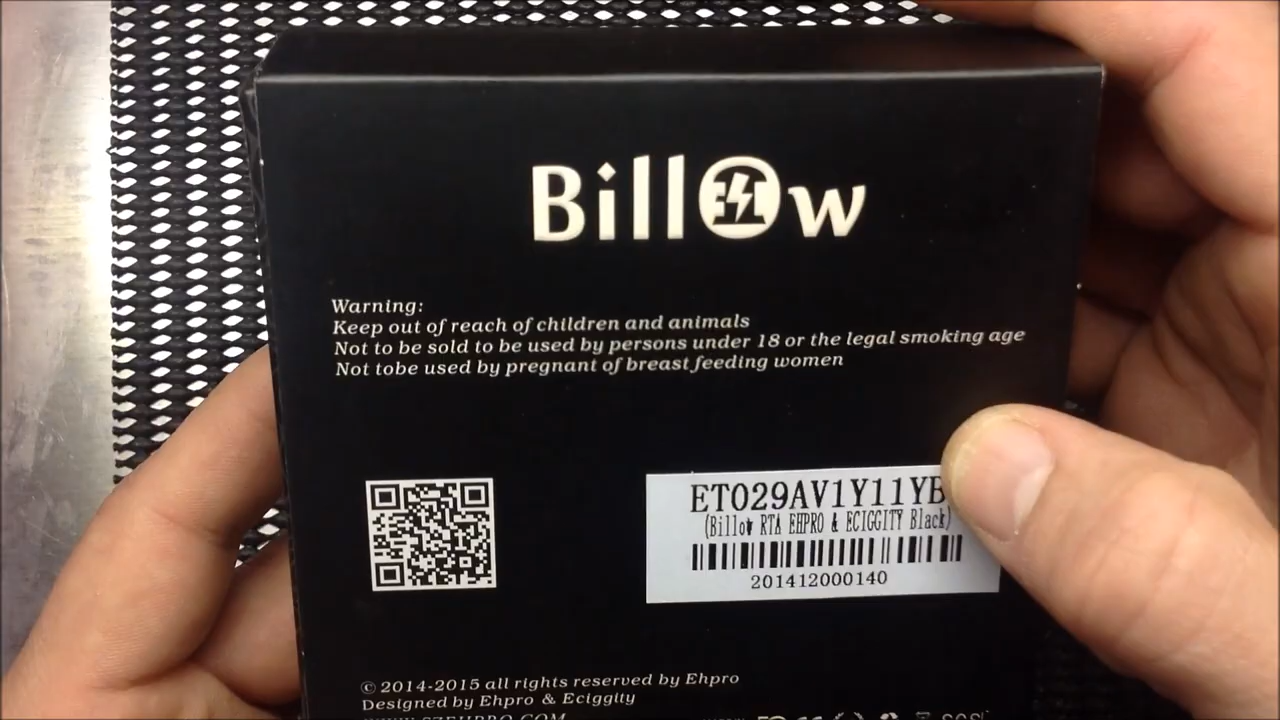 Billow
Warning:
Keep out of reach of children and animals
Not to be sold to be used by persons under 18 or the legal smoking age
Not tobe used by pregnant of breast feeding women
ET029AV1Y11YB
(Billow RTA EHPRO & ECIGGITY Black)
201412000140
© 2014-2015 all rights reserved by Ehpro
Designed by Ehpro & Eciggity